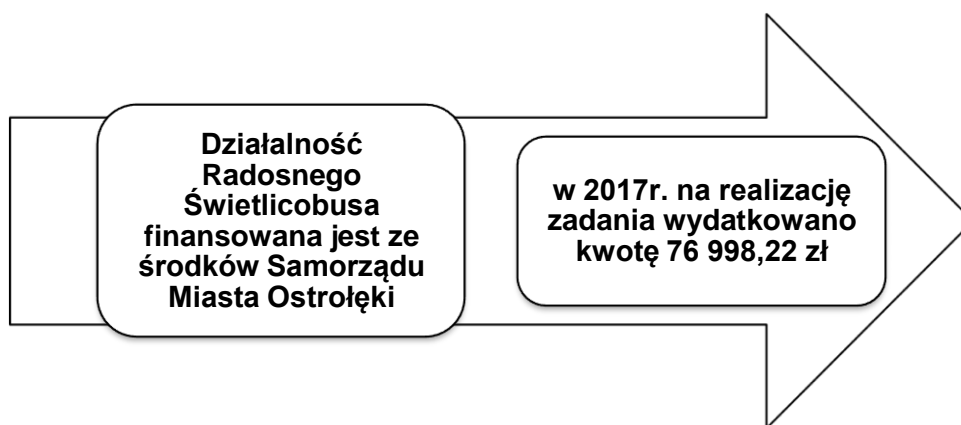 Działalność
Radosnego
Świetlicobusa
finansowana jest ze
środków Samorządu
Miasta Ostrołęki
w 2017r. na realizację
zadania wydatkowano
kwotę 76 998,22 zł